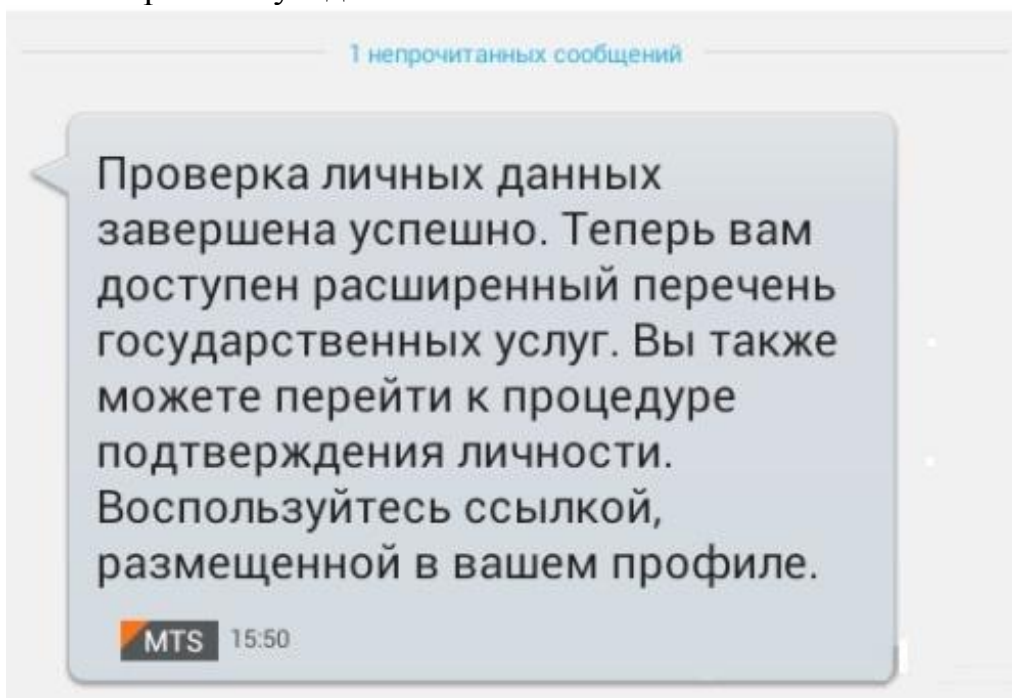 1 непрочитанных сообщений
Проверка личных данных
завершена успешно. Теперь вам
доступен расширенный перечень
государственных услуг. Вы также
можете перейти к процедуре
подтверждения личности.
Воспользуйтесь ссылкой,
размещенной в вашем профиле.
MTS 15:50